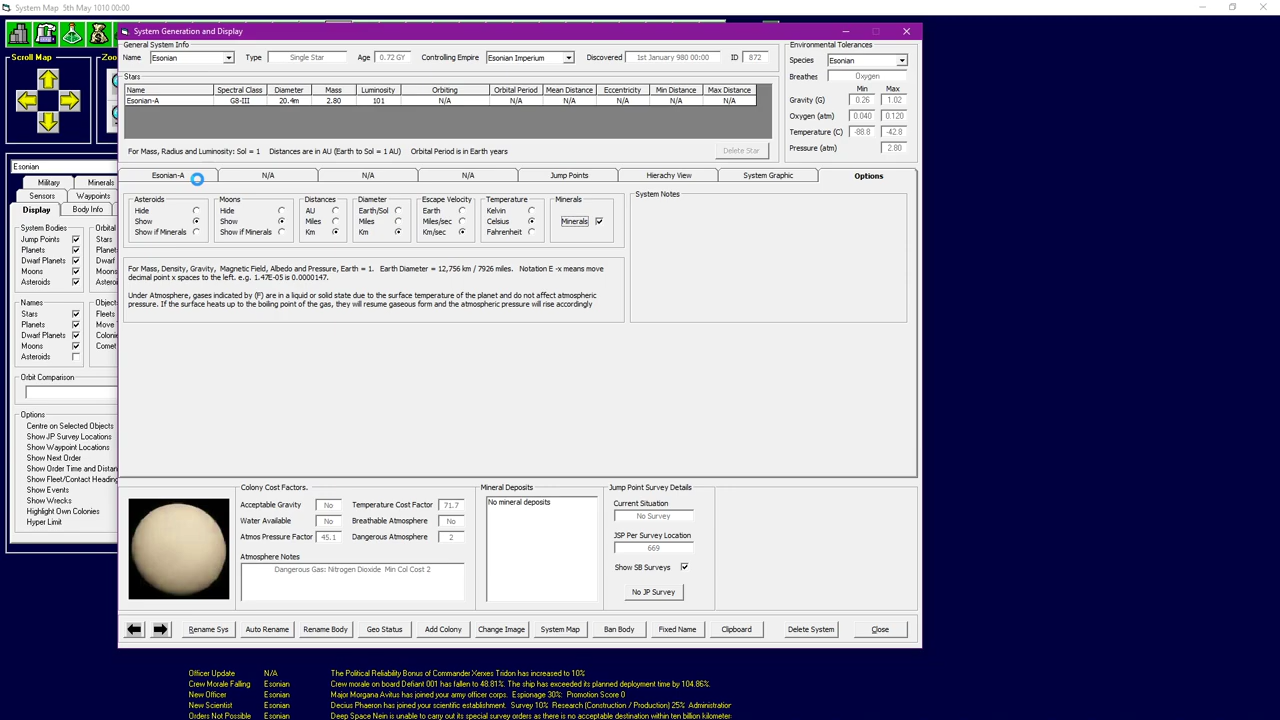 System Map   5th May 1010 00:00
System Generation and Display
General System Info
Name Esonian Type Single Star Age 0.72 GY Controlling Empire Esonian Imperium Discovered 1st January 980 00:00 ID 872
Stars
Name Spectral Class Diameter Mass Luminosity Orbiting Orbital Period Mean Distance Eccentricity Min Distance Max Distance
Esonian-A G8-III 20.4m 2.80 101 N/A N/A N/A N/A N/A N/A
For Mass, Radius and Luminosity: Sol = 1 Distances are in AU (Earth to Sol = 1 AU) Orbital Period is in Earth years Delete Star
Environmental Tolerances
Species Esonian
Breathes Oxygen
Min Max
Gravity (G) 0.26 1.02
Oxygen (atm) 0.040 0.120
Temperature (C) -88.8 -42.8
Pressure (atm) 2.80
Esonian-A N/A N/A N/A Jump Points Hierachy View System Graphic Options
Asteroids
Hide
Show
Show if Minerals
Moons
Hide
Show
Show if Minerals
Distances
AU
Miles
Km
Diameter
Earth/Sol
Miles
Km
Escape Velocity
Earth
Miles/sec
Km/sec
Temperature
Kelvin
Celsius
Fahrenheit
Minerals
Minerals
System Notes
For Mass, Density, Gravity, Magnetic Field, Albedo and Pressure, Earth = 1. Earth Diameter = 12,756 km / 7926 miles. Notation E -x means move
decimal point x spaces to the left. e.g. 1.47E-05 is 0.0000147.
Under Atmosphere, gases indicated by (F) are in a liquid or solid state due to the surface temperature of the planet and do not affect atmospheric
pressure. If the surface heats up to the boiling point of the gas, they will resume gaseous form and the atmospheric pressure will rise accordingly
Colony Cost Factors.
Acceptable Gravity No Temperature Cost Factor 71.7
Water Available No Breathable Atmosphere No
Atmos Pressure Factor 45.1 Dangerous Atmosphere 2
Atmosphere Notes
Dangerous Gas: Nitrogen Dioxide Min Col Cost 2
Mineral Deposits
No mineral deposits
Jump Point Survey Details
Current Situation
No Survey
JSP Per Survey Location
669
Show SB Surveys
No JP Survey
Rename Sys Auto Rename Rename Body Geo Status Add Colony Change Image System Map Ban Body Fixed Name Clipboard Delete System Close
Scroll Map
Esonian
Military Minerals
Sensors Waypoints
Display Body Info
System Bodies
Jump Points
Planets
Dwarf Planets
Moons
Asteroids
Orbital
Stars
Planets
Dwarf
Moons
Asteroi
Names
Stars
Planets
Dwarf Planets
Moons
Asteroids
Objects
Fleets
Move
Colonie
Comet
Orbit Comparison
Options
Centre on Selected Objects
Show JP Survey Locations
Show Waypoint Locations
Show Next Order
Show Order Time and Distan
Show Fleet/Contact Heading
Show Events
Show Wrecks
Highlight Own Colonies
Hyper Limit
Officer Update N/A The Political Reliability Bonus of Commander Xerxes Tridon has increased to 10%
Crew Morale Falling Esonian Crew morale on board Defiant 001 has fallen to 48.81%. The ship has exceeded its planned deployment time by 104.86%.
New Officer Esonian Major Morgana Avitus has joined your army officer corps. Espionage 30%: Promotion Score 0
New Scientist Esonian Decius Phaeron has joined your scientific establishment. Survey 10% Research (Construction / Production) 25% Administration
Orders Not Possible Esonian Deep Space Nein is unable to carry out its special survey orders as there is no acceptable destination within ten billion kilometer